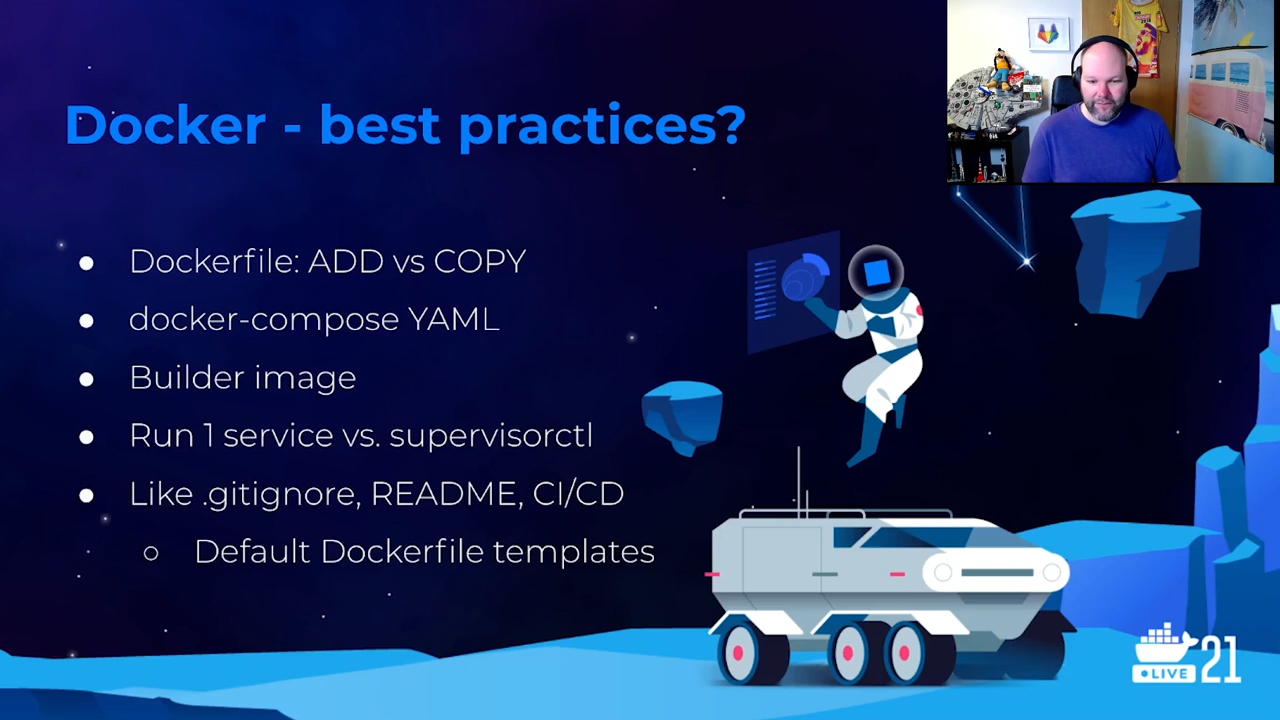 Docker - best practices?
● Dockerfile: ADD vs COPY
● docker-compose YAML
● Builder image
● Run 1 service vs. supervisorctl
● Like .gitignore, README, CI/CD
○ Default Dockerfile templates
LIVE 21